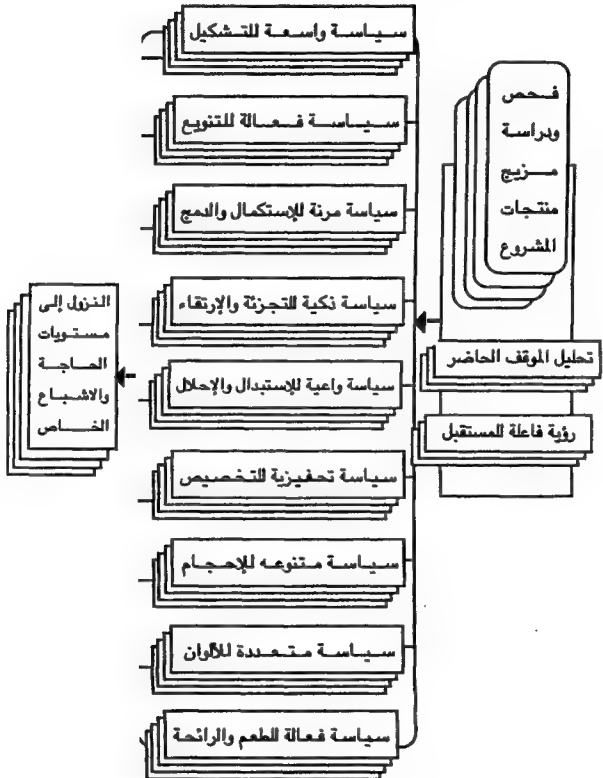 فحص
ودراسة
مزيج
منتجات
المشروع
تحليل الموقف الحاضر
رؤية فاعلة للمستقبل
سياسة واسعة للتشكيل
سياسة فعالة للتنويع
سياسة مرنة للإستكمال والدمج
سياسة ذكية للتجزئة والإرتقاء
سياسة واعية للإستبدال والإحلال
سياسة تحفيزية للتخصيص
سياسة متنوعه للإحجام
سياسة متعددة للألوان
سياسة فعالة للطعم والرائحة
النزول إلى
مستويات
الحاجة
والاشباع
الخاص